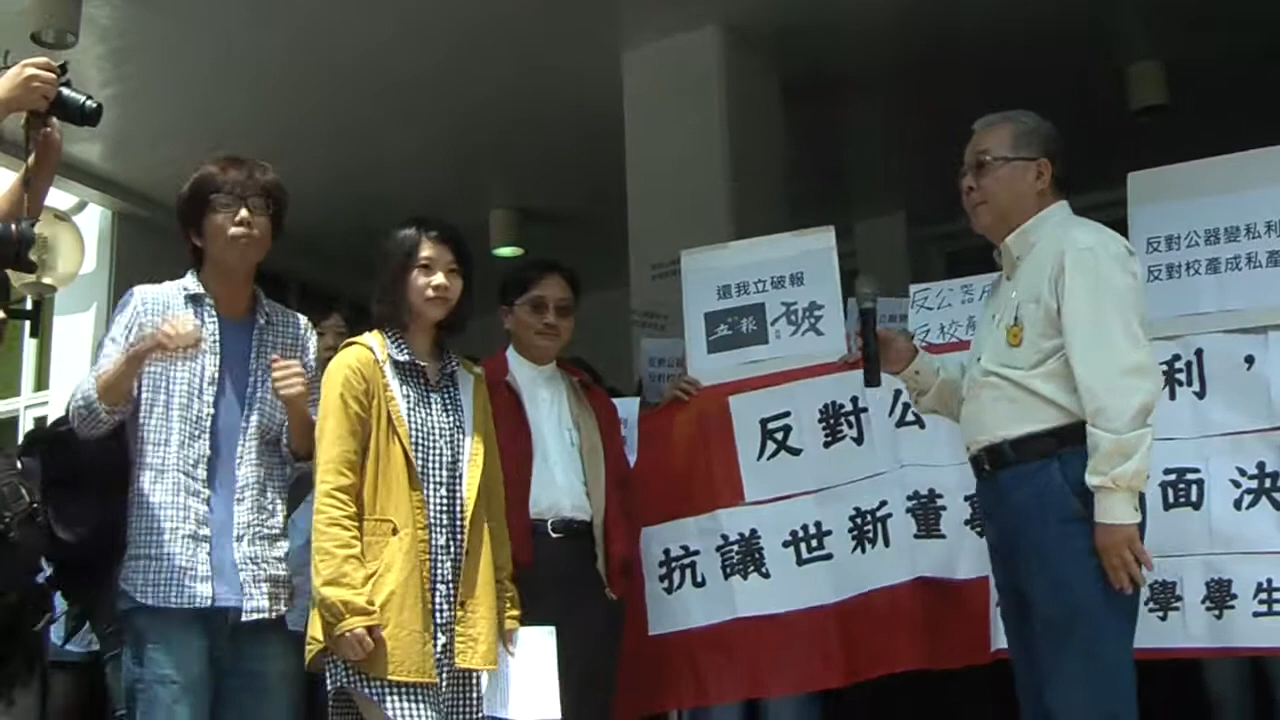 還我立破報
立報 破
反公器
反校
反對公器變私利
反對校產成私產
反對公
利，
抗議世新董事
面決
學學生